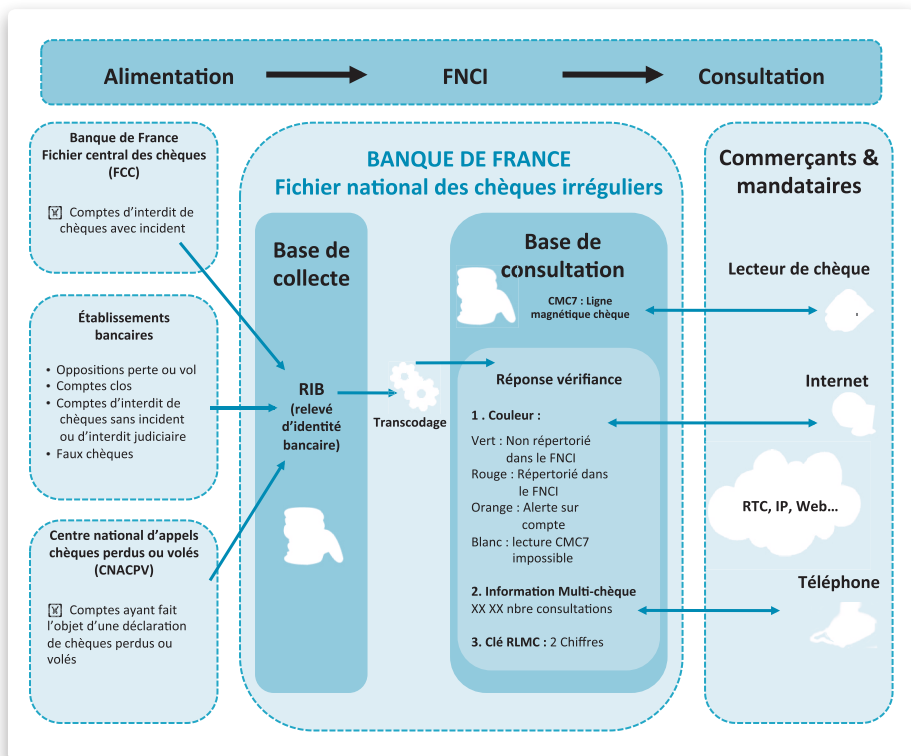 Alimentation
FNCI
Consultation
Banque de France
Fichier central des chèques
(FCC)
Comptes d'interdit de
chèques avec incident
Établissements
bancaires
• Oppositions perte ou vol
• Comptes clos
• Comptes d'interdit de
chèques sans incident
ou d'interdit judiciaire
• Faux chèques
Centre national d'appels
chèques perdus ou volés
(CNACPV)
Comptes ayant fait
l'objet d'une déclaration
de chèques perdus ou
volés
BANQUE DE FRANCE
Fichier national des chèques irréguliers
Base de
collecte
RIB
(relevé
d'identité
bancaire)
Transcodage
Base de
consultation
CMC7 : Ligne
magnétique chèque
Réponse vérifiance
1 . Couleur :
Vert : Non répertorié
dans le FNCI
Rouge : Répertorié dans
le FNCI
Orange : Alerte sur
compte
Blanc : lecture CMC7
impossible
2. Information Multi-chèque
XX XX nbre consultations
3. Clé RLMC : 2 Chiffres
Commerçants &
mandataires
Lecteur de chèque
Internet
RTC, IP, Web...
Téléphone